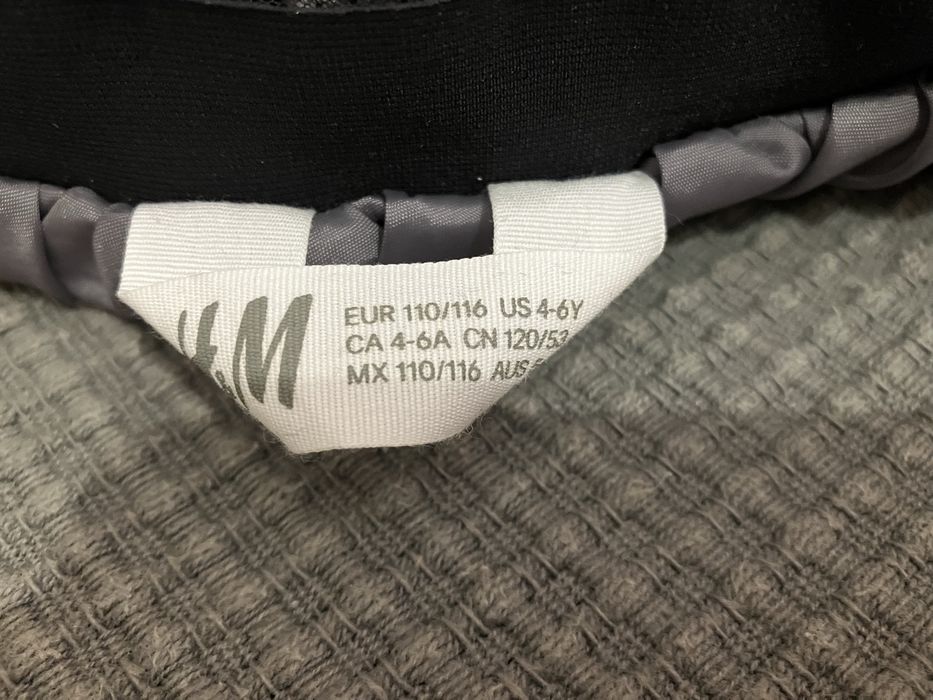 H&M
EUR 110/116 US 4-6Y
CA 4-6A CN 120/53
MX 110/116 AUS